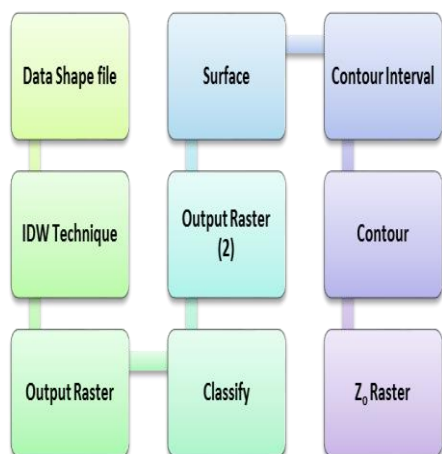 Data Shape file
IDW Technique
Output Raster
Classify
Output Raster
(2)
Surface
Contour Interval
Contour
Z₀ Raster